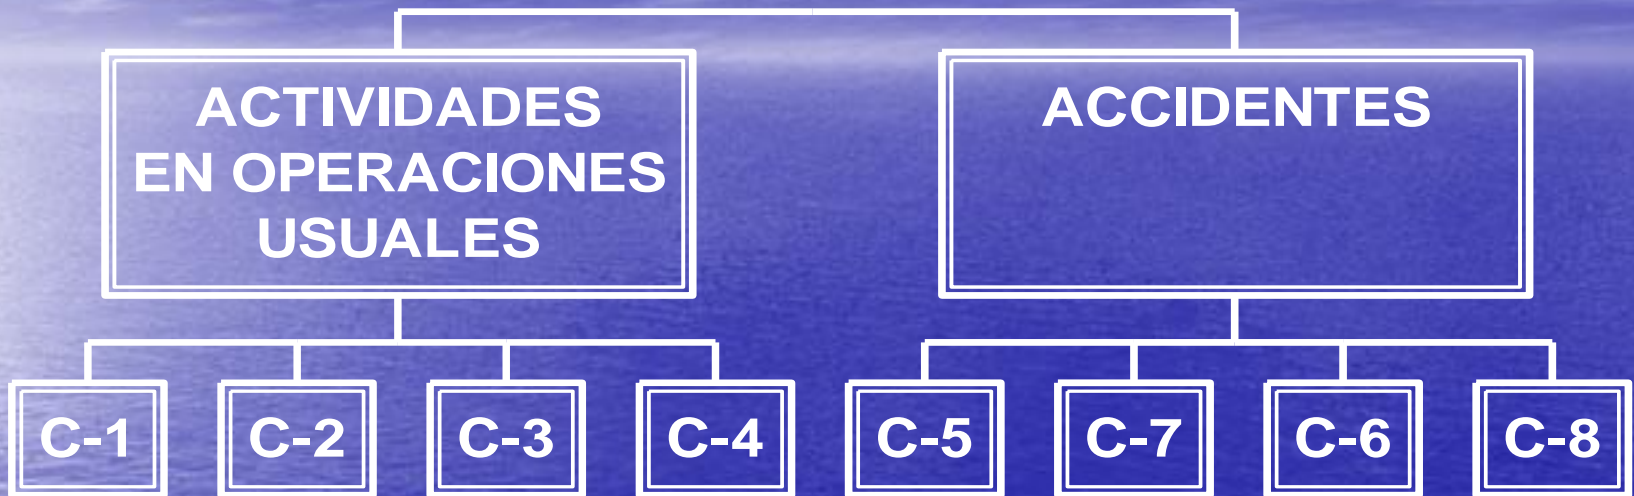 ACTIVIDADES
EN OPERACIONES
USUALES
ACCIDENTES
C-1
C-2
C-3
C-4
C-5
C-7
C-6
C-8